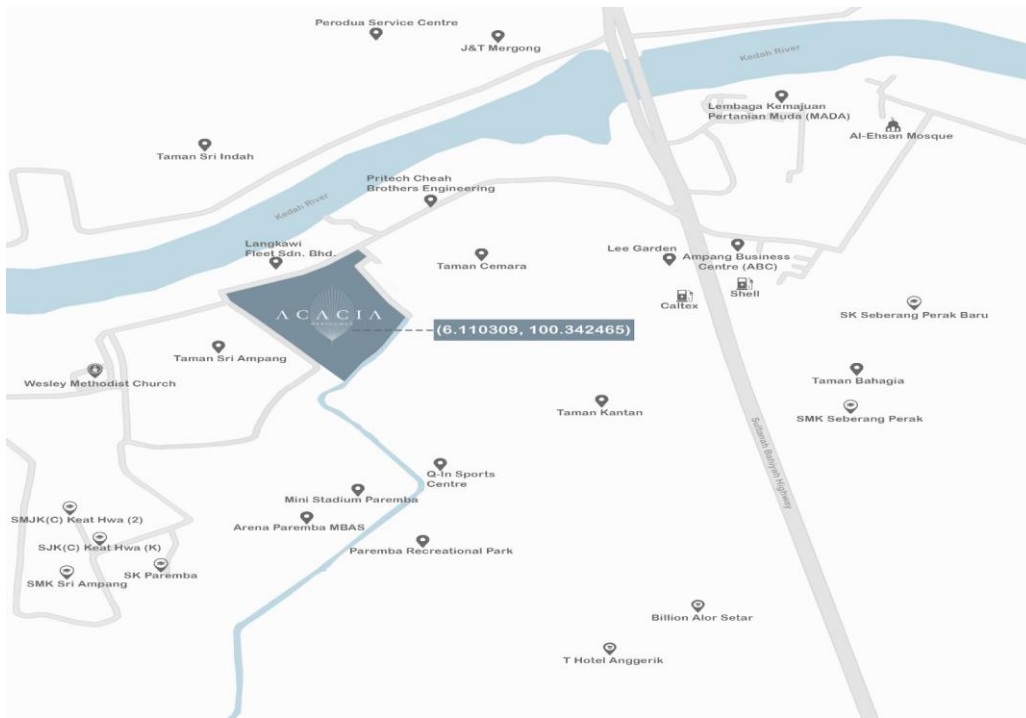 Perodua Service Centre
J&T Mergong
Kedah River
Lembaga Kemajuan
Pertanian Muda (MADA)
Al-Ehsan Mosque
Taman Sri Indah
Pritech Cheah
Brothers Engineering
Kedah River
Langkawi
Fleet Sdn. Bhd.
Taman Cemara
Lee Garden
Ampang Business
Centre (ABC)
Shell
Caltex
SK Seberang Perak Baru
ACACIA
RESIDENCE
(6.110309, 100.342465)
Taman Sri Ampang
Wesley Methodist Church
Taman Bahagia
Taman Kantan
SMK Seberang Perak
Sultanah Bahiyah Highway
Q-In Sports
Centre
Mini Stadium Paremba
SMJK(C) Keat Hwa (2)
Arena Paremba MBAS
SJK(C) Keat Hwa (K)
Paremba Recreational Park
SK Paremba
SMK Sri Ampang
Billion Alor Setar
T Hotel Anggerik